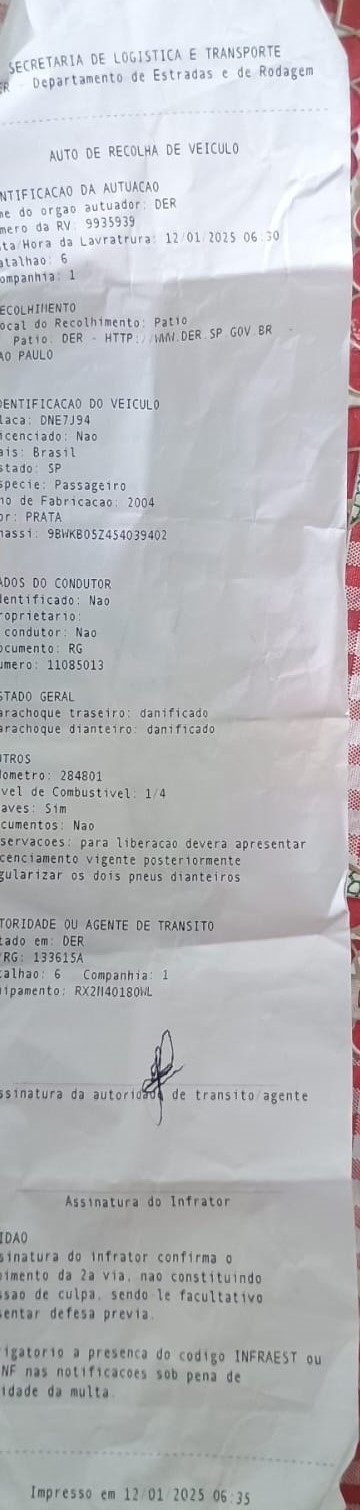 SECRETARIA DE LOGISTICA E TRANSPORTE
ER - Departamento de Estradas e de Rodagem
AUTO DE RECOLHA DE VEICULO
NTIFICACAO DA AUTUACAO
me do orgao autuador: DER
mero da RV: 9935939
ta/Hora da Lavratrura: 12/01/2025 06:30
atalhao: 6
ompanhia: 1
ECOLHIMENTO
ocal do Recolhimento: Patio
Patio: DER - HTTP://WWW.DER.SP.GOV.BR -
AO PAULO
DENTIFICACAO DO VEICULO
laca: DNE7J94
icenciado: Nao
ais: Brasil
stado: SP
specie: Passageiro
no de Fabricacao: 2004
or: PRATA
hassi: 9BWKB05Z454039402
ADOS DO CONDUTOR
dentificado: Nao
roprietario:
condutor: Nao
ocumento: RG
umero: 11085013
STADO GERAL
arachoque traseiro: danificado
arachoque dianteiro: danificado
UTROS
dometro: 284801
vel de Combustivel: 1/4
aves: Sim
cumentos: Nao
servacoes: para liberacao devera apresentar
cenciamento vigente posteriormente
gularizar os dois pneus dianteiros
TORIDADE OU AGENTE DE TRANSITO
tado em: DER
RG: 133615A
talhao: 6 Companhia: 1
uipamento: RX2N40180WL
ssinatura da autoridade de transito/agente
Assinatura do Infrator
IDAO
sinatura do infrator confirma o
bimento da 2a via, nao constituindo
ssao de culpa, sendo le facultativo
sentar defesa previa.
rigatorio a presenca do codigo INFRAEST ou
NF nas notificacoes sob pena de
idade da multa.
Impresso em 12/01/2025 06:35